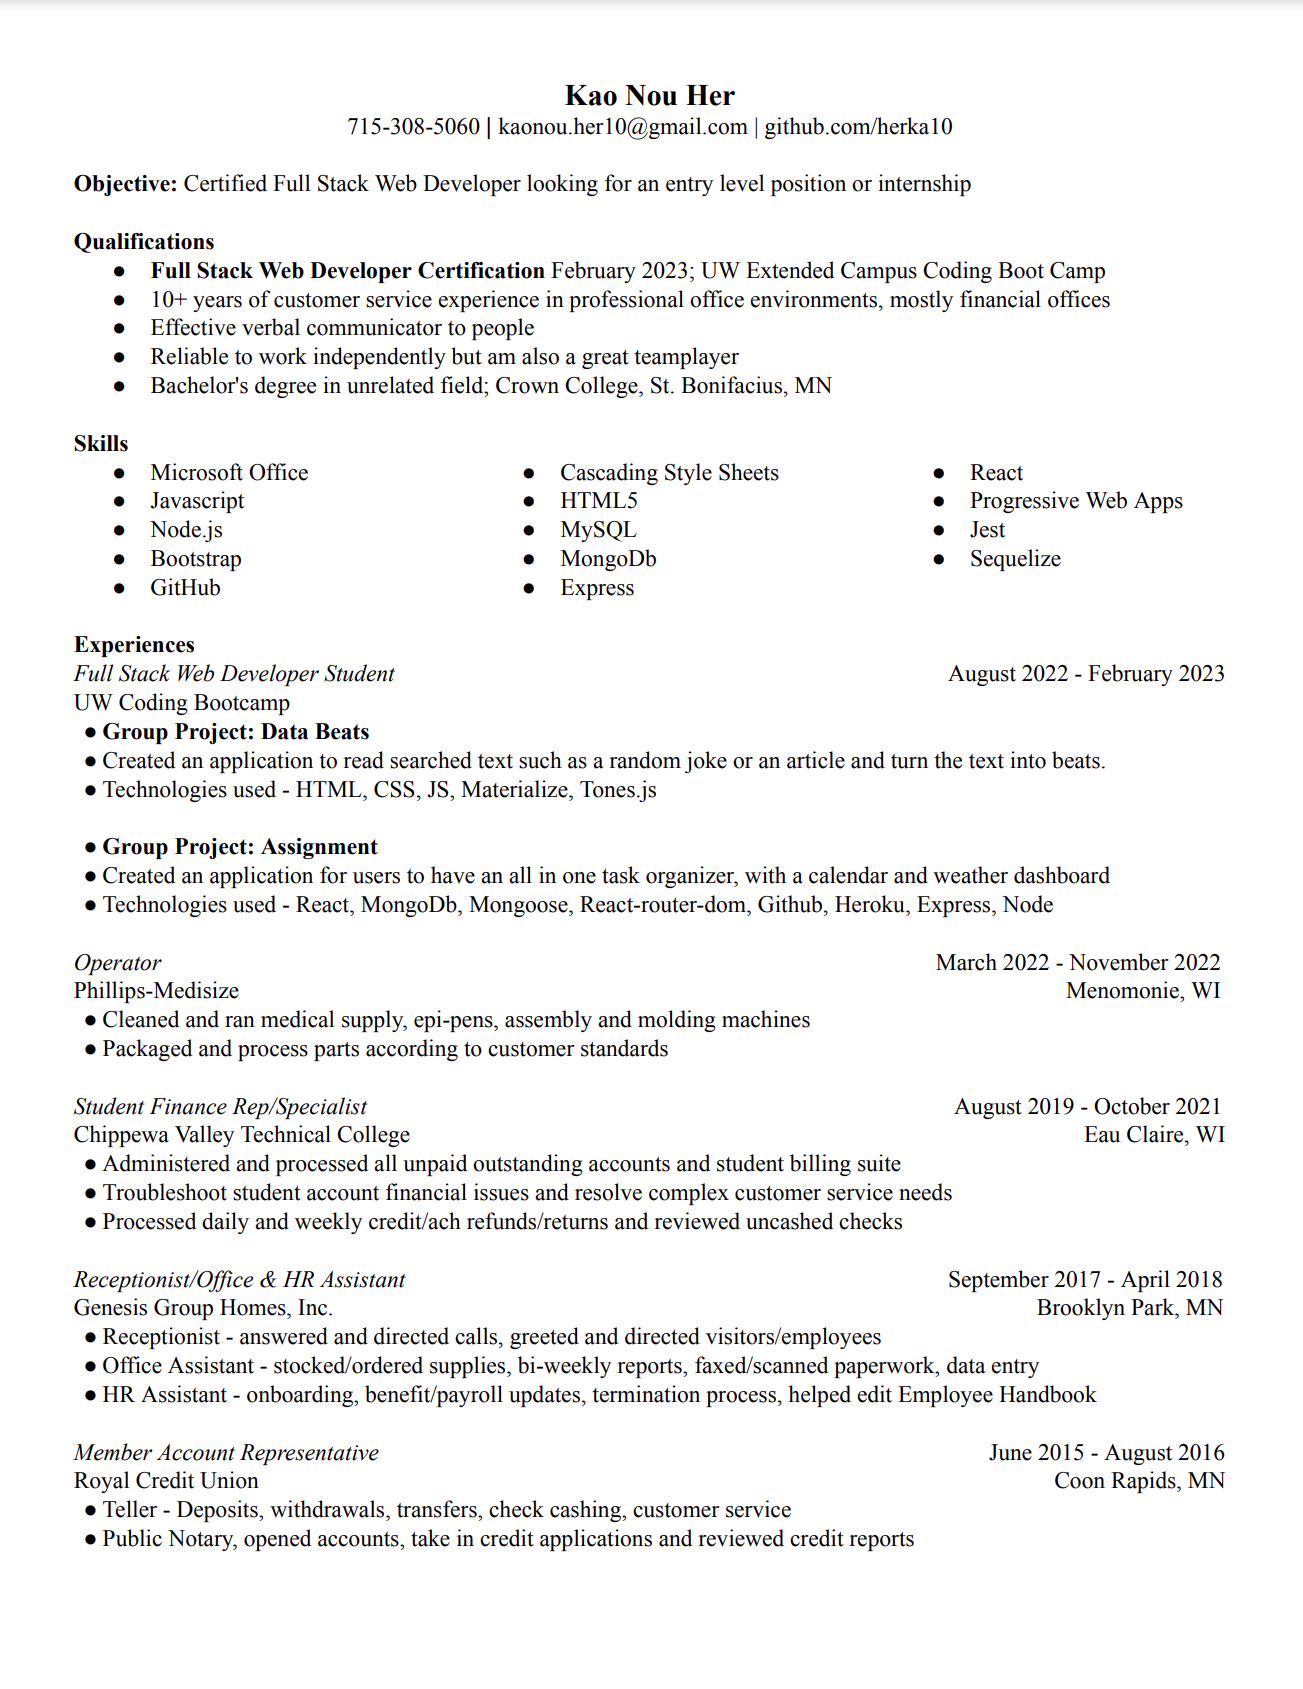 Kao Nou Her
715-308-5060 | kaonou.her10@gmail.com | github.com/herka10
Objective: Certified Full Stack Web Developer looking for an entry level position or internship
Qualifications
● Full Stack Web Developer Certification February 2023; UW Extended Campus Coding Boot Camp
● 10+ years of customer service experience in professional office environments, mostly financial offices
● Effective verbal communicator to people
● Reliable to work independently but am also a great teamplayer
● Bachelor's degree in unrelated field; Crown College, St. Bonifacius, MN
Skills
● Microsoft Office
● Javascript
● Node.js
● Bootstrap
● GitHub
● Cascading Style Sheets
● HTML5
● MySQL
● MongoDb
● Express
● React
● Progressive Web Apps
● Jest
● Sequelize
Experiences
Full Stack Web Developer Student August 2022 - February 2023
UW Coding Bootcamp
● Group Project: Data Beats
● Created an application to read searched text such as a random joke or an article and turn the text into beats.
● Technologies used - HTML, CSS, JS, Materialize, Tones.js
● Group Project: Assignment
● Created an application for users to have an all in one task organizer, with a calendar and weather dashboard
● Technologies used - React, MongoDb, Mongoose, React-router-dom, Github, Heroku, Express, Node
Operator March 2022 - November 2022
Phillips-Medisize Menomonie, WI
● Cleaned and ran medical supply, epi-pens, assembly and molding machines
● Packaged and process parts according to customer standards
Student Finance Rep/Specialist August 2019 - October 2021
Chippewa Valley Technical College Eau Claire, WI
● Administered and processed all unpaid outstanding accounts and student billing suite
● Troubleshoot student account financial issues and resolve complex customer service needs
● Processed daily and weekly credit/ach refunds/returns and reviewed uncashed checks
Receptionist/Office & HR Assistant September 2017 - April 2018
Genesis Group Homes, Inc. Brooklyn Park, MN
● Receptionist - answered and directed calls, greeted and directed visitors/employees
● Office Assistant - stocked/ordered supplies, bi-weekly reports, faxed/scanned paperwork, data entry
● HR Assistant - onboarding, benefit/payroll updates, termination process, helped edit Employee Handbook
Member Account Representative June 2015 - August 2016
Royal Credit Union Coon Rapids, MN
● Teller - Deposits, withdrawals, transfers, check cashing, customer service
● Public Notary, opened accounts, take in credit applications and reviewed credit reports